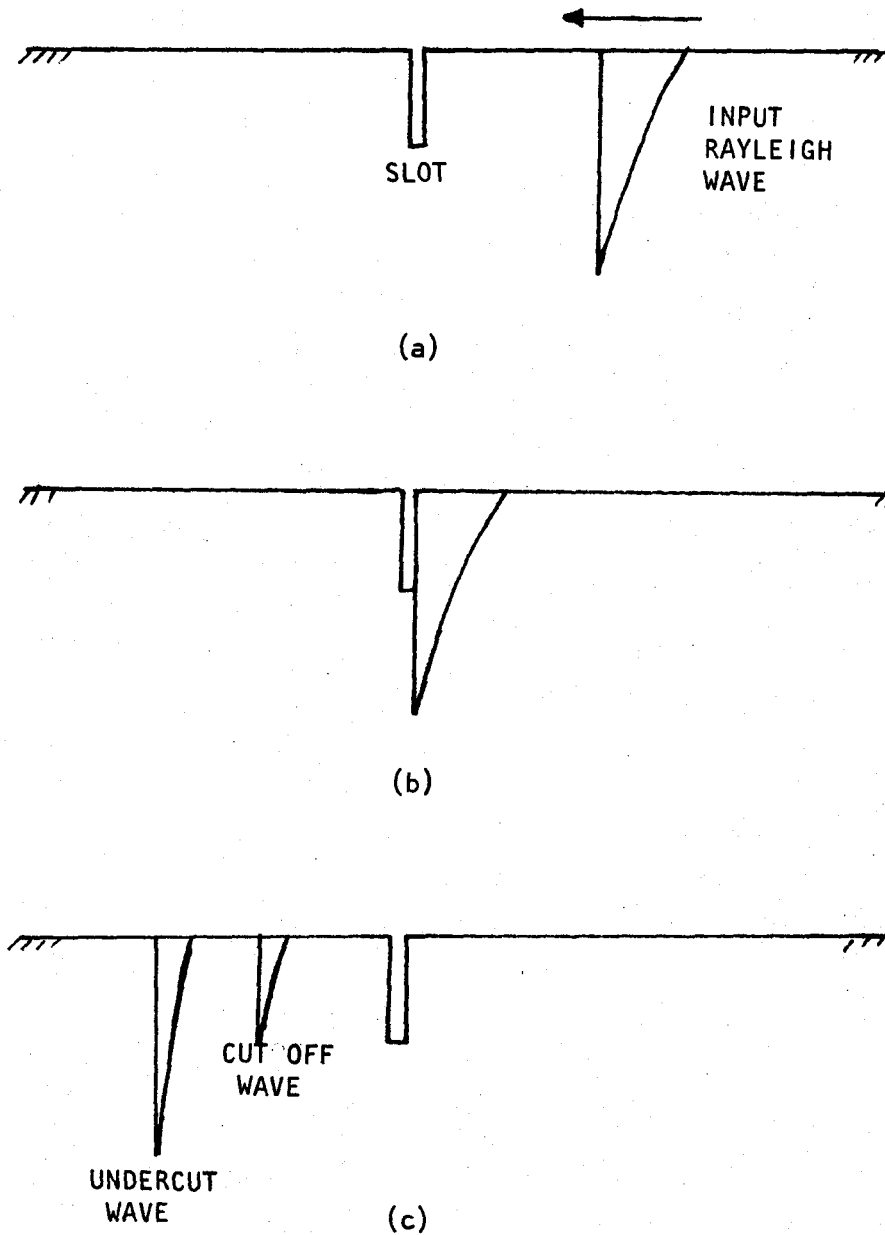 INPUT
RAYLEIGH
WAVE
SLOT
(a)
(b)
CUT OFF
WAVE
UNDERCUT
WAVE
(c)